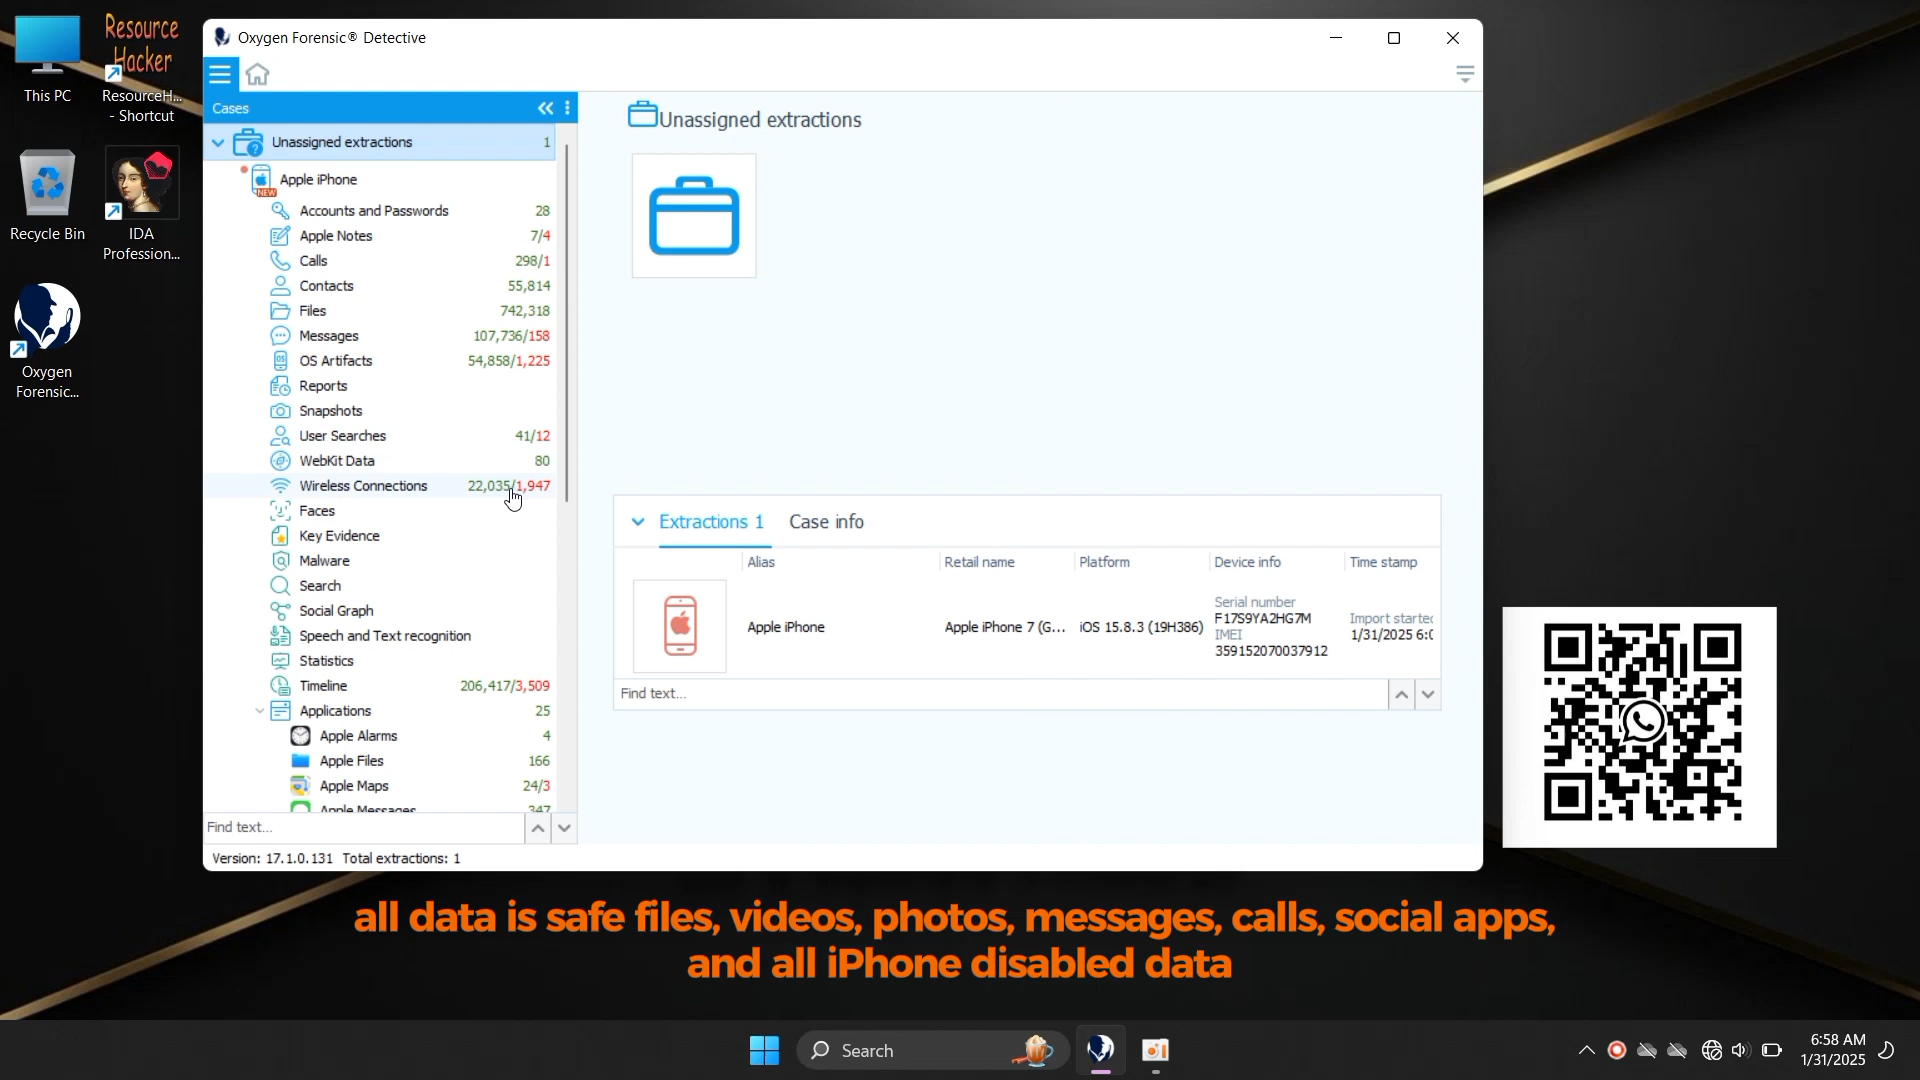 This PC
Resource
Hacker
ResourceH...
- Shortcut
Recycle Bin
IDA
Profession...
Oxygen
Forensic...
Oxygen Forensic® Detective
Cases
Unassigned extractions 1
Apple iPhone
NEW
Accounts and Passwords 28
Apple Notes 7/4
Calls 298/1
Contacts 55,814
Files 742,318
Messages 107,736/158
OS Artifacts 54,858/1,225
Reports
Snapshots
User Searches 41/12
WebKit Data 80
Wireless Connections 22,035/1,947
Faces
Key Evidence
Malware
Search
Social Graph
Speech and Text recognition
Statistics
Timeline 206,417/3,509
Applications 25
Apple Alarms 4
Apple Files 166
Apple Maps 24/3
Apple Messages 347
Find text...
Version: 17.1.0.131 Total extractions: 1
Unassigned extractions
Extractions 1 Case info
Alias Retail name Platform Device info Time stamp
Serial number
F17S9YA2HG7M
IMEI
359152070037912
Apple iPhone Apple iPhone 7 (G... iOS 15.8.3 (19H386)
Import started
1/31/2025 6:0
Find text...
all data is safe files, videos, photos, messages, calls, social apps,
and all iPhone disabled data
Search
6:58 AM
1/31/2025